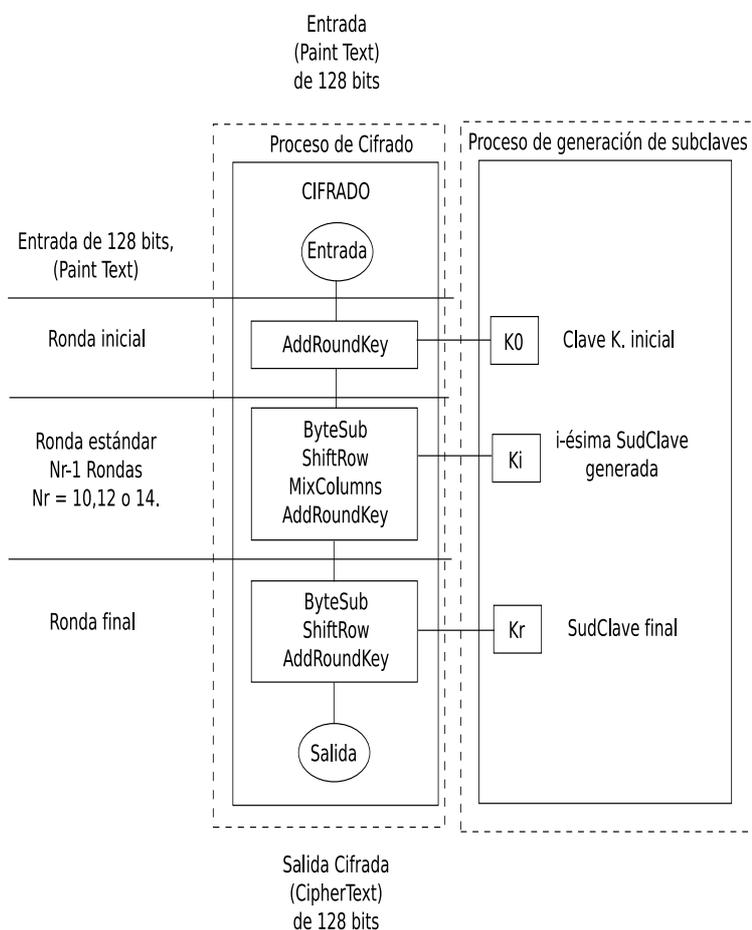 Entrada
(Paint Text)
de 128 bits
Proceso de Cifrado
Proceso de generación de subclaves
CIFRADO
Entrada
Entrada de 128 bits,
(Paint Text)
Ronda inicial
AddRoundKey
K0
Clave K. inicial
Ronda estándar
Nr-1 Rondas
Nr = 10,12 o 14.
ByteSub
ShiftRow
MixColumns
AddRoundKey
Ki
i-ésima SudClave
generada
Ronda final
ByteSub
ShiftRow
AddRoundKey
Kr
SudClave final
Salida
Salida Cifrada
(CipherText)
de 128 bits